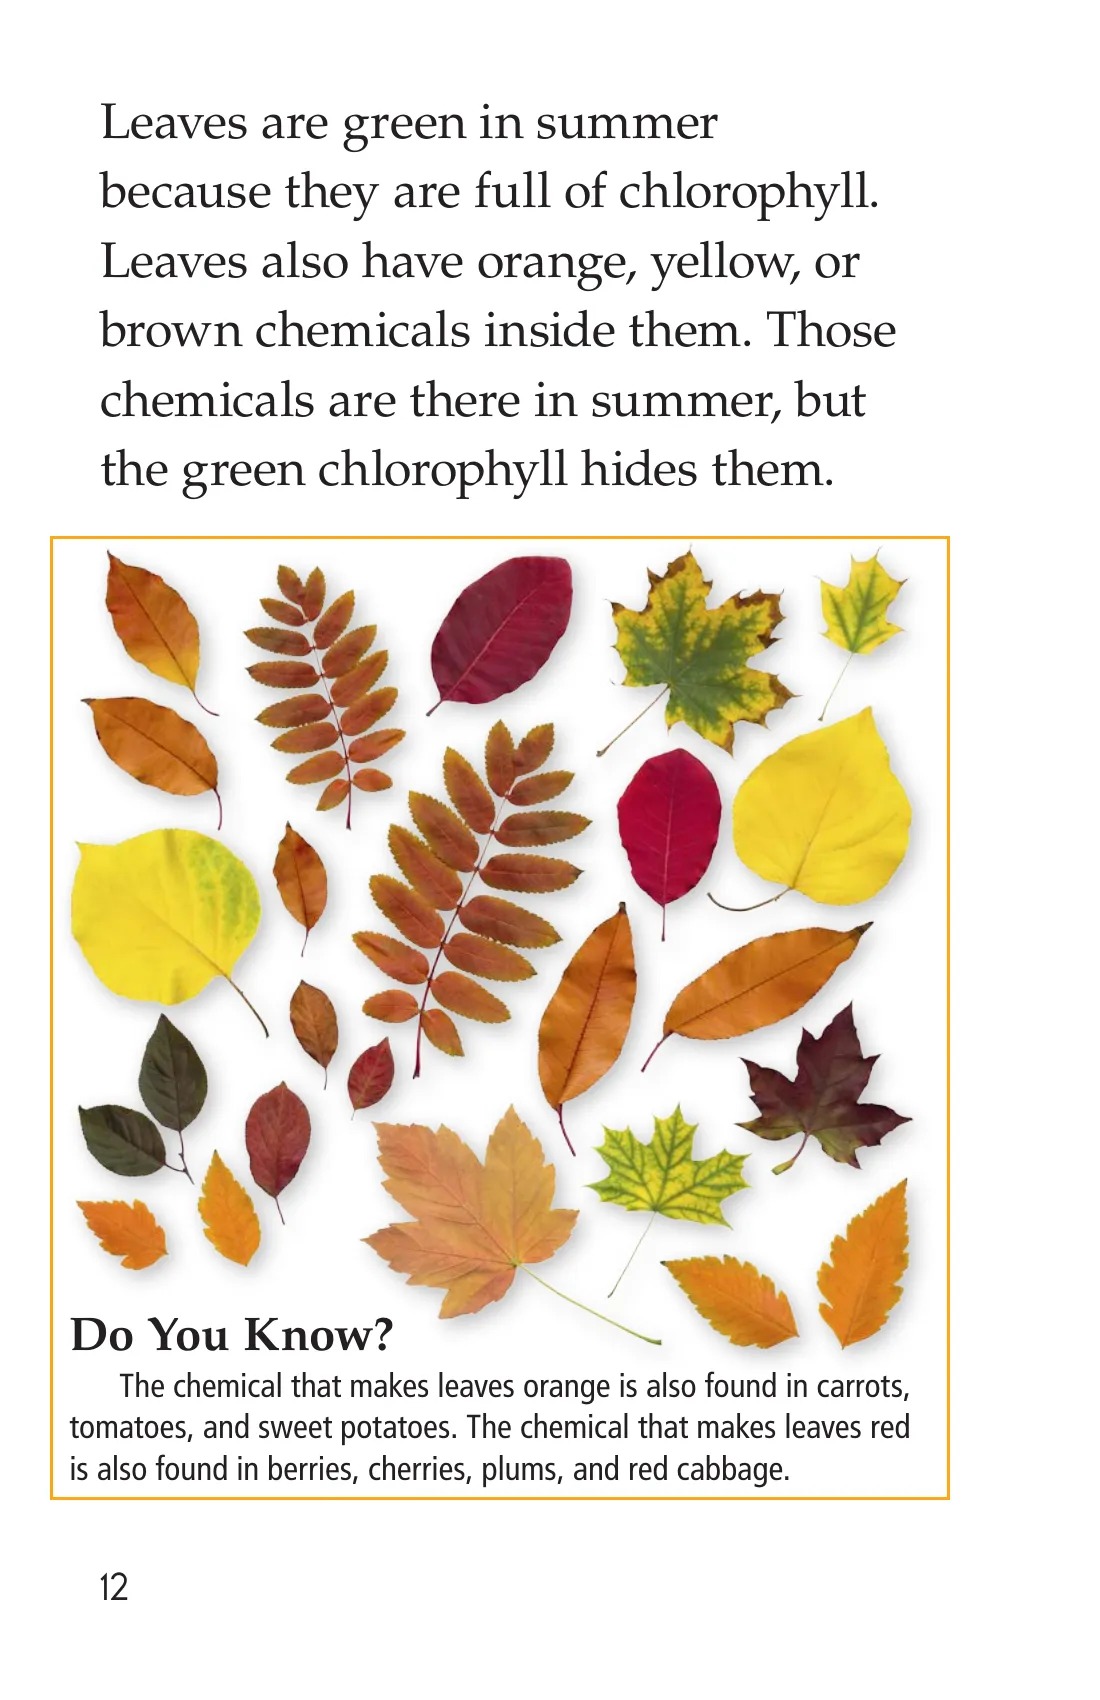 Leaves are green in summer
because they are full of chlorophyll.
Leaves also have orange, yellow, or
brown chemicals inside them. Those
chemicals are there in summer, but
the green chlorophyll hides them.
Do You Know?
The chemical that makes leaves orange is also found in carrots,
tomatoes, and sweet potatoes. The chemical that makes leaves red
is also found in berries, cherries, plums, and red cabbage.
12